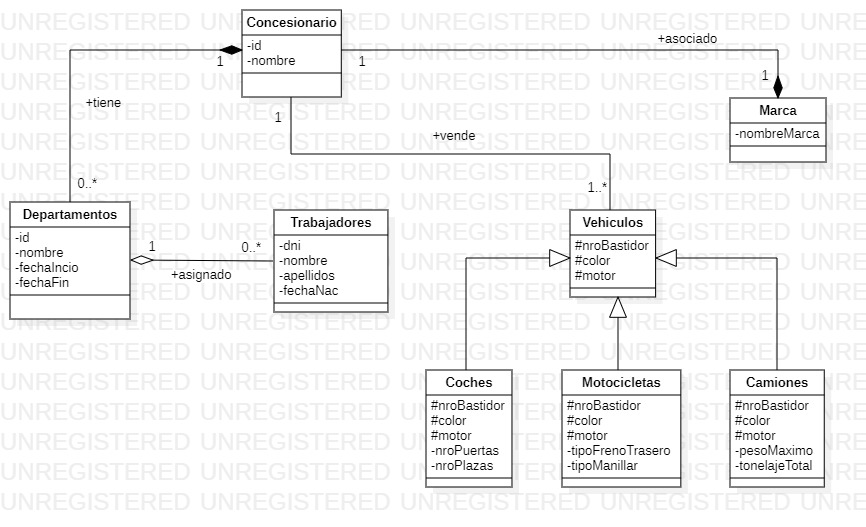 Concesionario
-id
-nombre
1
1
1
+asociado
1
Marca
-nombreMarca
+tiene
0..*
+vende
1..*
Departamentos
-id
-nombre
-fechaIncio
-fechaFin
1
0..*
+asignado
Trabajadores
-dni
-nombre
-apellidos
-fechaNac
Vehiculos
#nroBastidor
#color
#motor
Coches
#nroBastidor
#color
#motor
-nroPuertas
-nroPlazas
Motocicletas
#nroBastidor
#color
#motor
-tipoFrenoTrasero
-tipoManillar
Camiones
#nroBastidor
#color
#motor
-pesoMaximo
-tonelajeTotal
UNREGISTERED